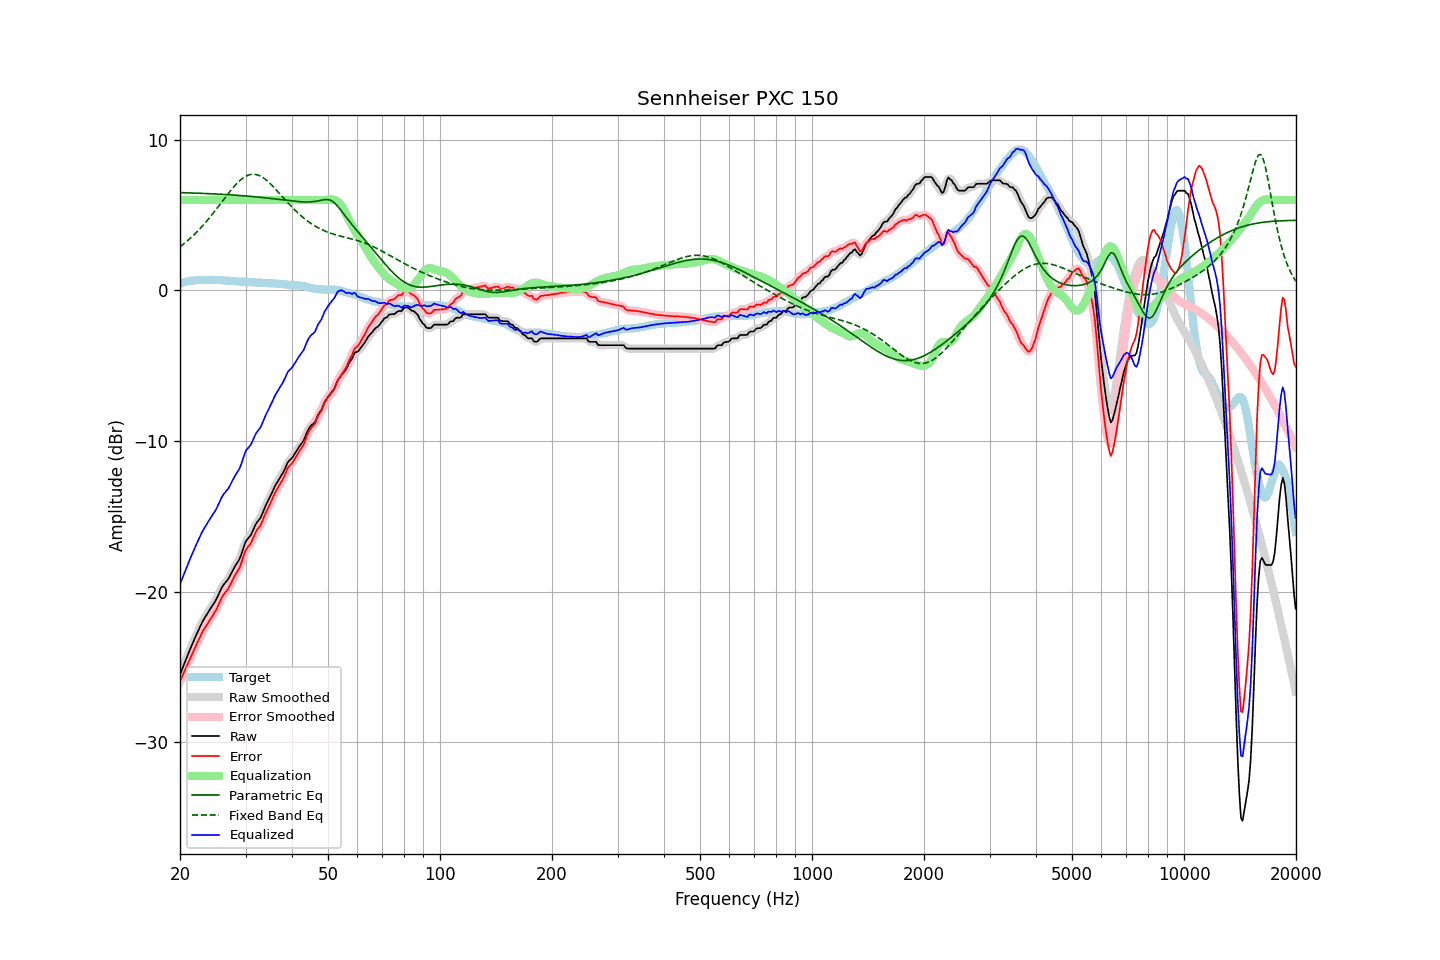 Sennheiser PXC 150
10
0
−10
−20
−30
Amplitude (dBr)
Target
Raw Smoothed
Error Smoothed
Raw
Error
Equalization
Parametric Eq
Fixed Band Eq
Equalized
20 50 100 200 500 1000 2000 5000 10000 20000
Frequency (Hz)